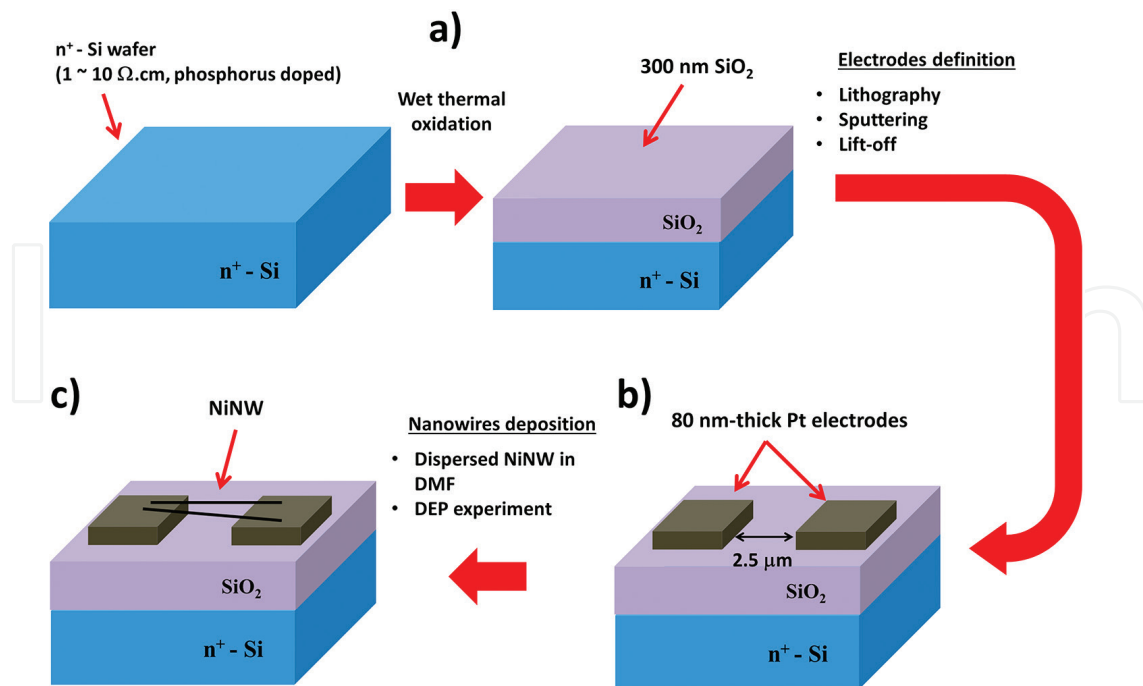 a)
n⁺ - Si wafer
(1 ~ 10 Ω.cm, phosphorus doped)
Wet thermal
oxidation
300 nm SiO₂
Electrodes definition
• Lithography
• Sputtering
• Lift-off
n⁺ - Si
SiO₂
n⁺ - Si
b)
80 nm-thick Pt electrodes
2.5 μm
SiO₂
n⁺ - Si
Nanowires deposition
• Dispersed NiNW in
DMF
• DEP experiment
c)
NiNW
SiO₂
n⁺ - Si